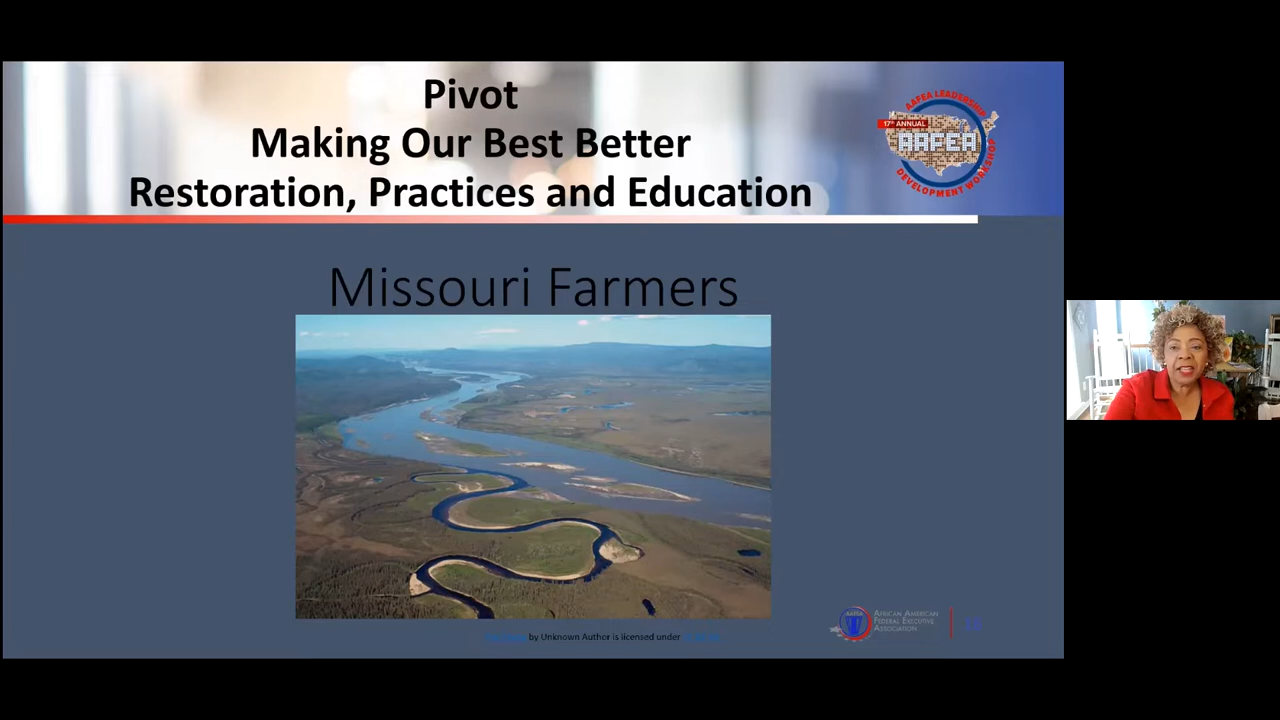 Pivot
Making Our Best Better
Restoration, Practices and Education
AAFEA LEADERSHIP
17th ANNUAL
AAFEA
DEVELOPMENT WORKSHOP
Missouri Farmers
by Unknown Author is licensed under
AAFEA
AFRICAN AMERICAN
FEDERAL EXECUTIVE
ASSOCIATION